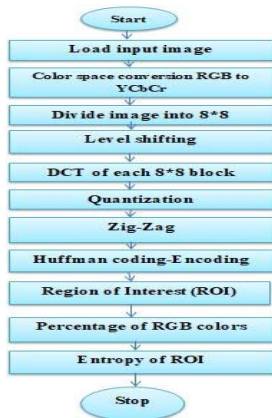 Start
Load input image
Color space conversion RGB to
YCbCr
Divide image into 8*8
Level shifting
DCT of each 8*8 block
Quantization
Zig-Zag
Huffman coding-Encoding
Region of Interest (ROI)
Percentage of RGB colors
Entropy of ROI
Stop